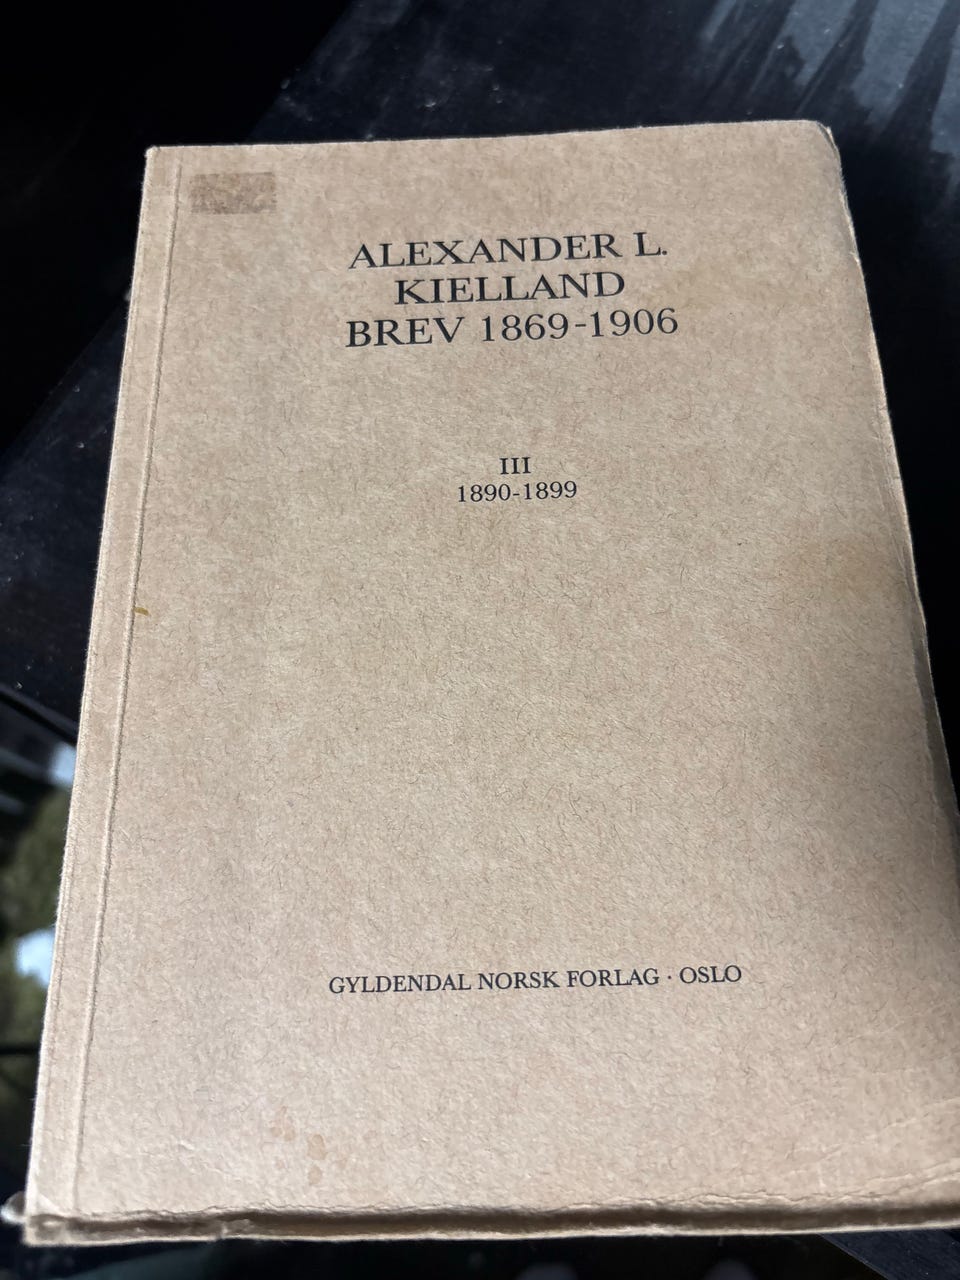 ALEXANDER L.
KIELLAND
BREV 1869-1906
III
1890-1899
GYLDENDAL NORSK FORLAG · OSLO